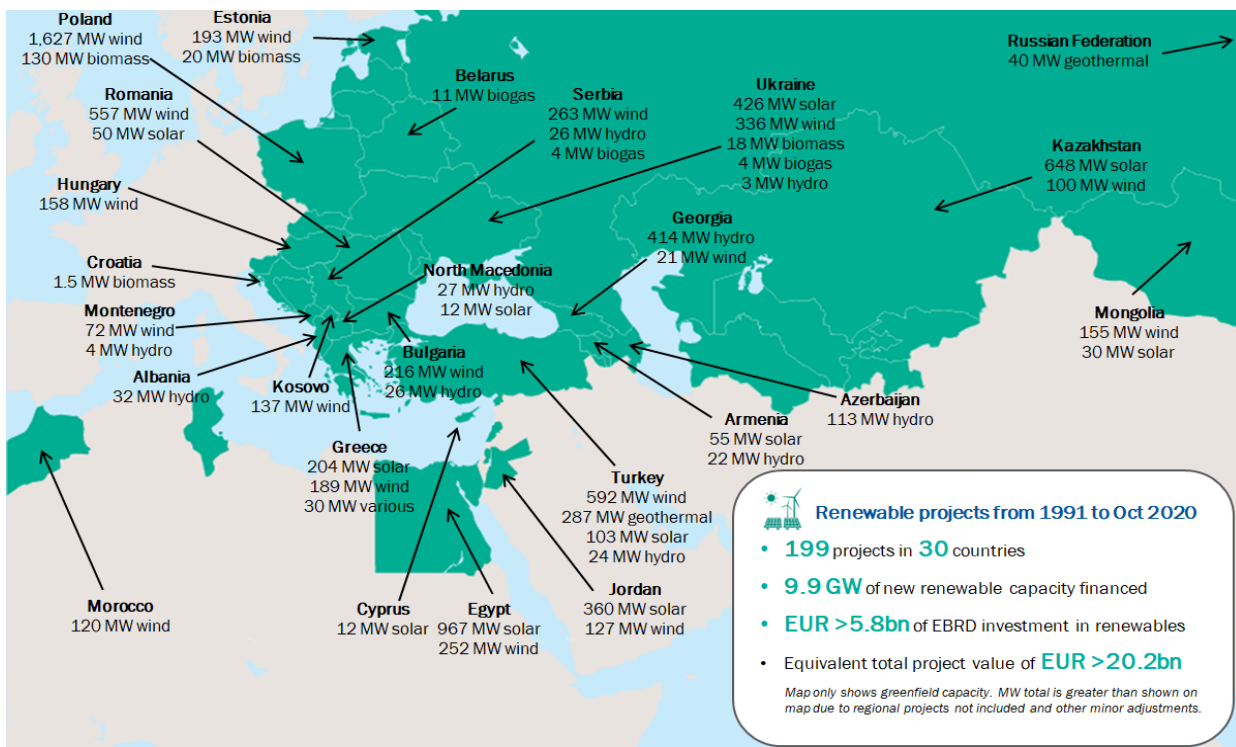 Poland
1,627 MW wind
130 MW biomass
Estonia
193 MW wind
20 MW biomass
Russian Federation
40 MW geothermal
Romania
557 MW wind
50 MW solar
Belarus
11 MW biogas
Serbia
263 MW wind
26 MW hydro
4 MW biogas
Ukraine
426 MW solar
336 MW wind
18 MW biomass
4 MW biogas
3 MW hydro
Kazakhstan
648 MW solar
100 MW wind
Hungary
158 MW wind
Georgia
414 MW hydro
21 MW wind
Croatia
1.5 MW biomass
North Macedonia
27 MW hydro
12 MW solar
Montenegro
72 MW wind
4 MW hydro
Mongolia
155 MW wind
30 MW solar
Albania
32 MW hydro
Kosovo
137 MW wind
Bulgaria
216 MW wind
26 MW hydro
Azerbaijan
113 MW hydro
Armenia
55 MW solar
22 MW hydro
Greece
204 MW solar
189 MW wind
30 MW various
Turkey
592 MW wind
287 MW geothermal
103 MW solar
24 MW hydro
Morocco
120 MW wind
Cyprus
12 MW solar
Egypt
967 MW solar
252 MW wind
Jordan
360 MW solar
127 MW wind
Renewable projects from 1991 to Oct 2020
• 199 projects in 30 countries
• 9.9 GW of new renewable capacity financed
• EUR >5.8bn of EBRD investment in renewables
• Equivalent total project value of EUR >20.2bn
Map only shows greenfield capacity. MW total is greater than shown on
map due to regional projects not included and other minor adjustments.